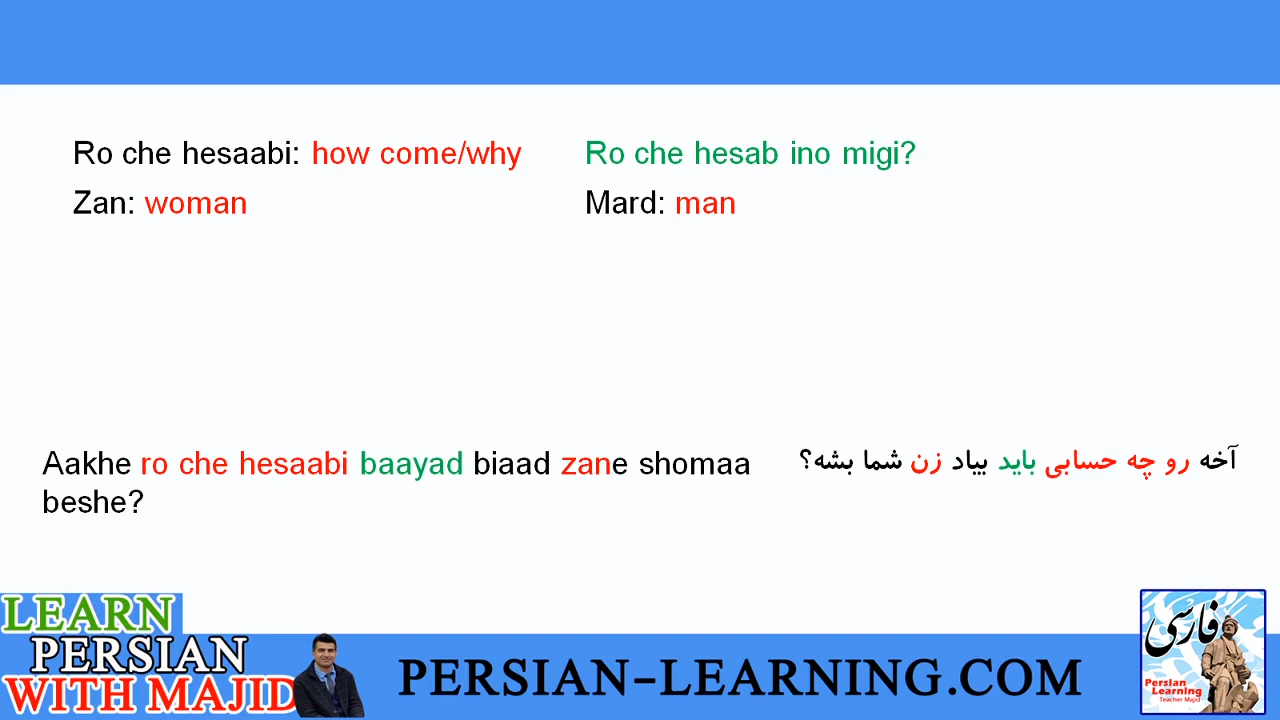 Ro che hesaabi: how come/why
Ro che hesab ino migi?
Zan: woman
Mard: man
Aakhe ro che hesaabi baayad biaad zane shomaa
beshe?
آخه رو چه حسابی باید بیاد زن شما بشه؟
LEARN
PERSIAN
WITH MAJID
PERSIAN-LEARNING.COM
فارسی
Persian
Learning
Teacher Majid